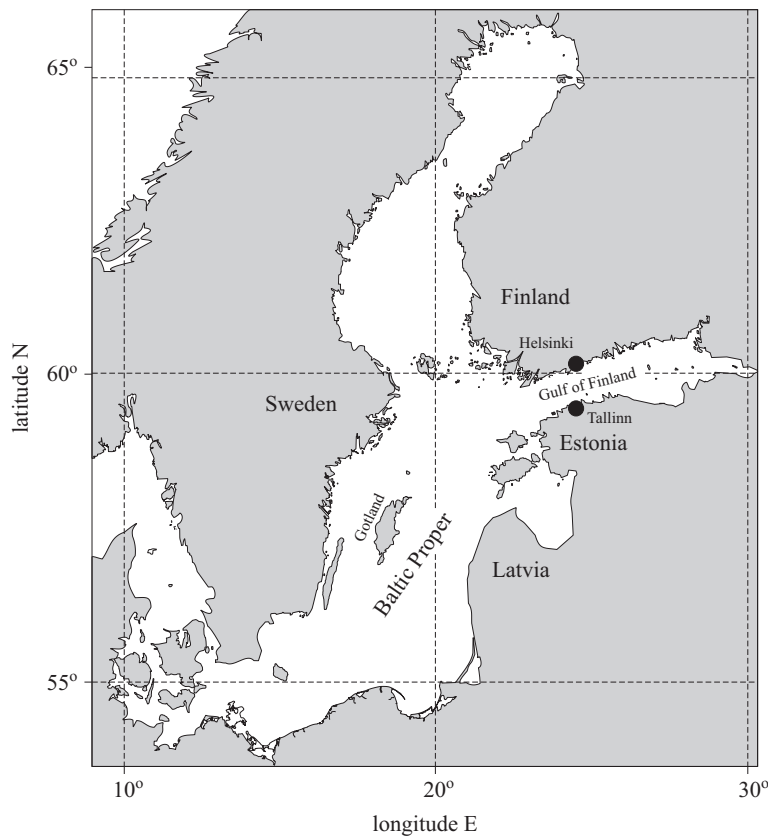 65º
Finland
Helsinki
60º
Gulf of Finland
Sweden
Tallinn
Estonia
Gotland
Baltic Proper
Latvia
55º
10º
20º
30º
longitude E
latitude N